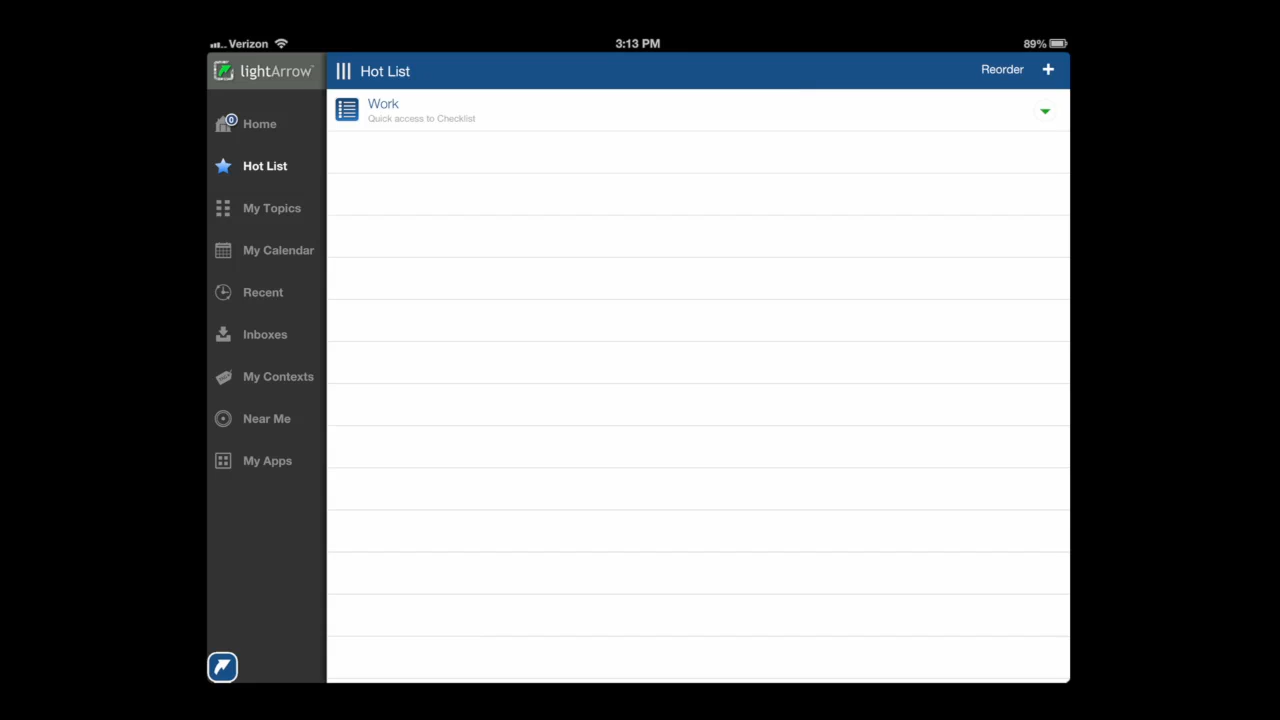 Verizon 3:13 PM 89%
lightArrow™ Hot List Reorder +
Work
Quick access to Checklist
0
Home
Hot List
My Topics
My Calendar
Recent
Inboxes
My Contexts
Near Me
My Apps